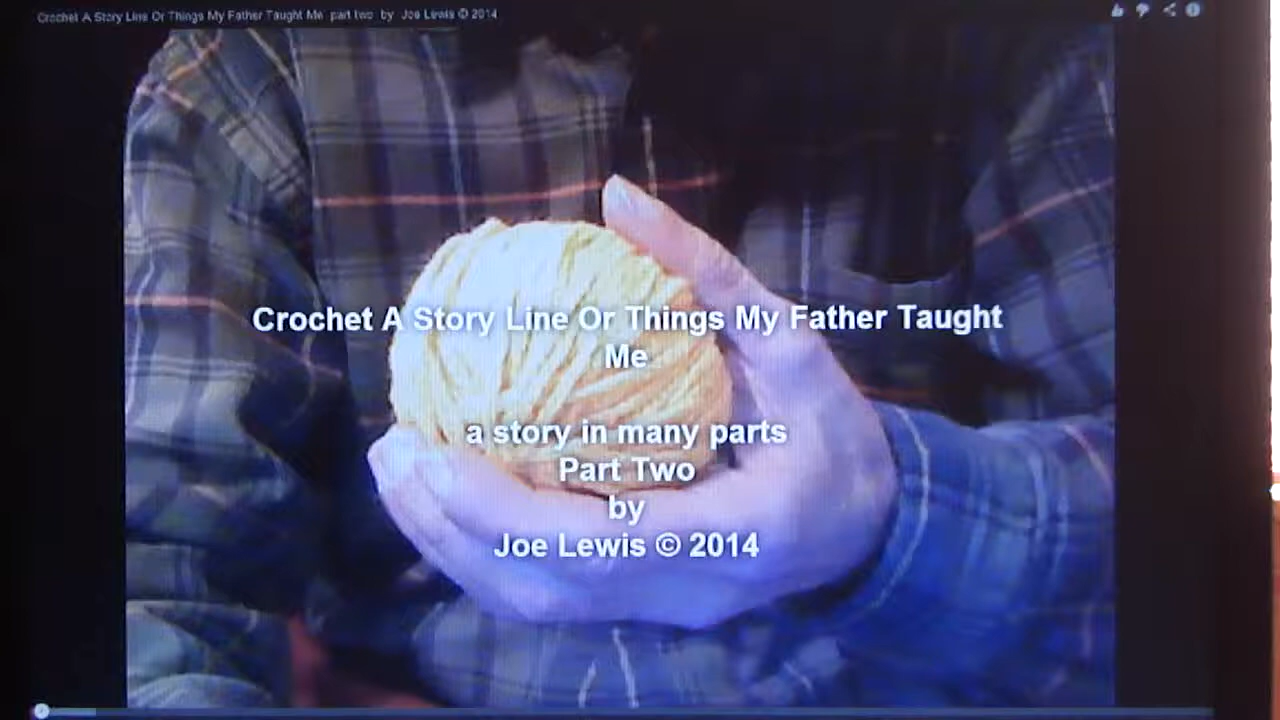 Crochet A Story Line Or Things My Father Taught Me part two by Joe Lewis © 2014
Crochet A Story Line Or Things My Father Taught
Me
a story in many parts
Part Two
by
Joe Lewis © 2014